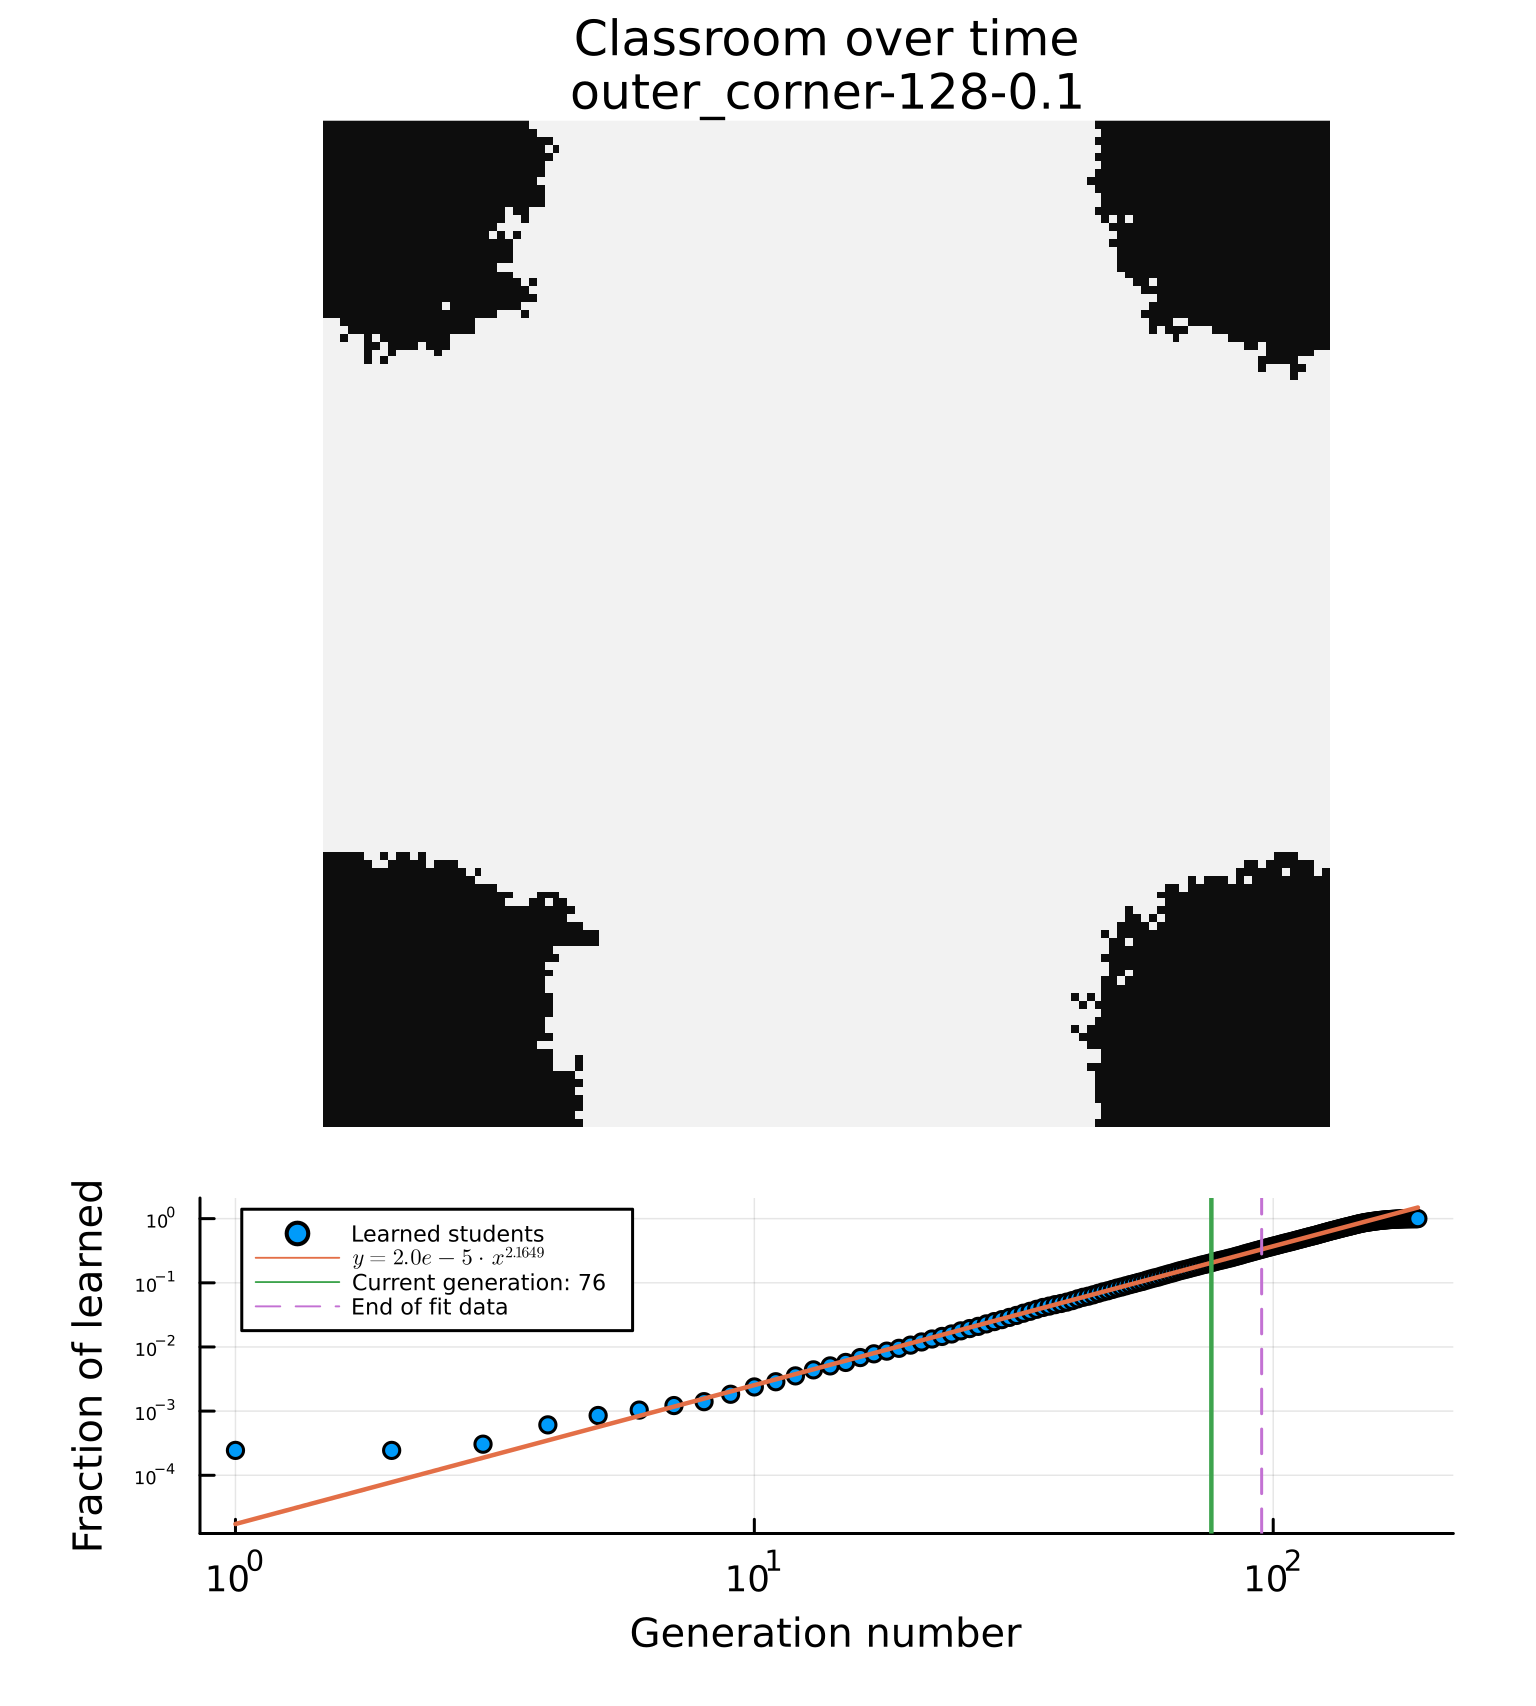 Classroom over time
outer_corner-128-0.1
Fraction of learned
10^0
10^-1
10^-2
10^-3
10^-4
Learned students
y = 2.0e − 5 · x^2.1649
Current generation: 76
End of fit data
10^0
10^1
10^2
Generation number